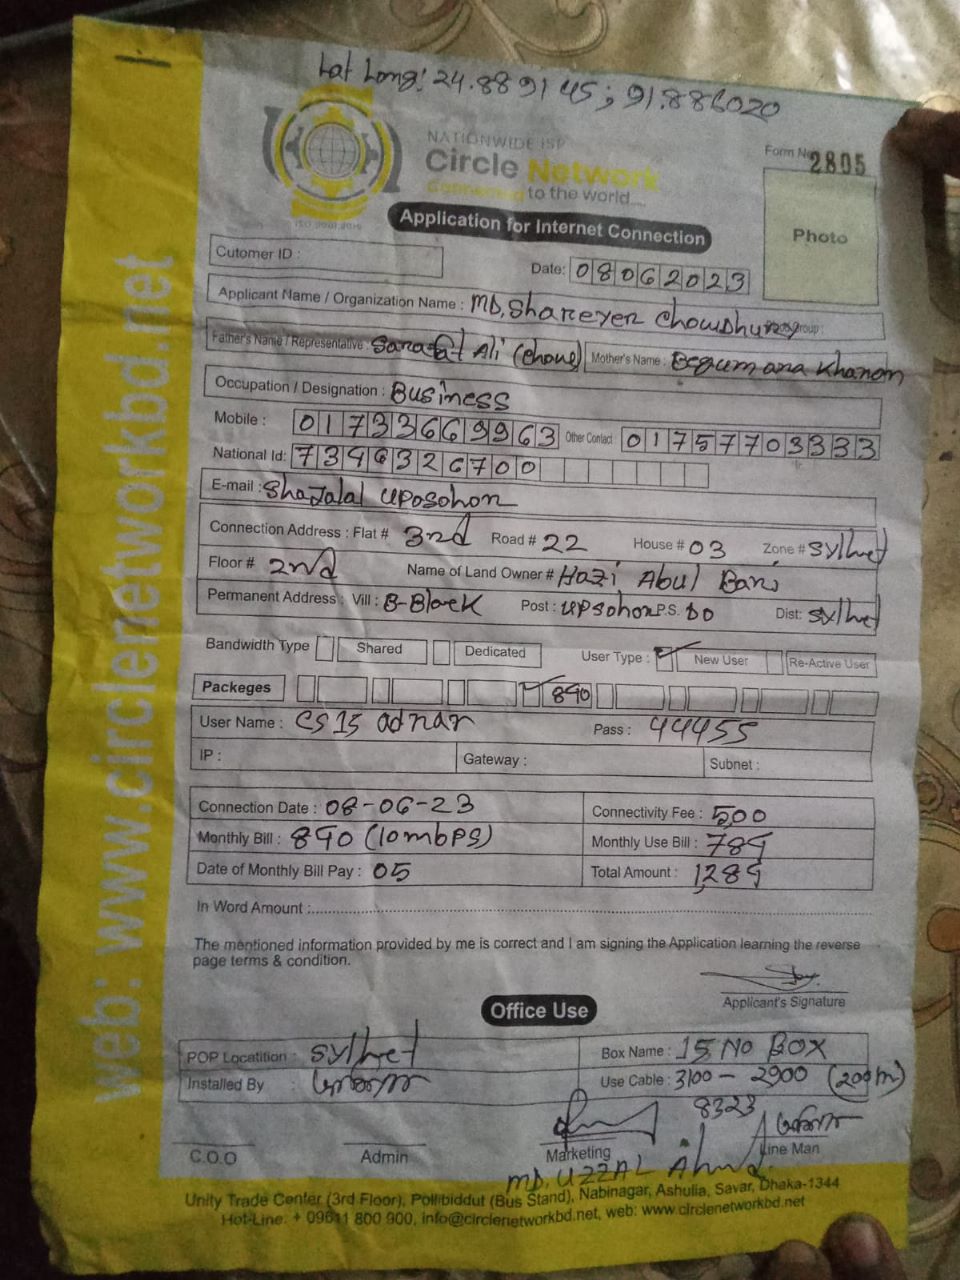 Lat Long: 24.889145; 91.886020
NATIONWIDE ISP
Circle Network
Connecting to the world....
ISO 9001:2015
Form No 2805
Application for Internet Connection
Photo
Cutomer ID :
Date: 08062023
Applicant Name / Organization Name : MD, Shareyer Chowdhury Group :
Father's Name / Representative : Sarafat Ali (Chow) Mother's Name : Begum ana Khanom
Occupation / Designation : Business
Mobile : 01733669963 Other Contact 01757703333
National Id: 7346326700
E-mail : Shajalal uposohon
Connection Address : Flat # 3rd Road # 22 House # 03 Zone # Sylhet
Floor # 2nd Name of Land Owner # Hazi Abul Bari
Permanent Address : Vill : B-Block Post : upsohon P.S. DO Dist: Sylhet
Bandwidth Type Shared Dedicated User Type : ✓ New User Re-Active User
Packeges ✓ 890
User Name : CS15 adnan Pass : 44455
IP : Gateway : Subnet :
Connection Date : 08-06-23 Connectivity Fee : 500
Monthly Bill : 890 (10mbps) Monthly Use Bill : 789
Date of Monthly Bill Pay : 05 Total Amount : 1289
In Word Amount :
The mentioned information provided by me is correct and I am signing the Application learning the reverse
page terms & condition.
Applicant's Signature
Office Use
POP Locatition : Sylhet Box Name : 15 NO BOX
Installed By : Use Cable : 3100 - 2900 (200m)
8323
C.O.O Admin Marketing Line Man
MD. UZZAL Ahmed
Unity Trade Center (3rd Floor), Pollibiddut (Bus Stand), Nabinagar, Ashulia, Savar, Dhaka-1344
Hot-Line: + 09611 800 900, info@circlenetworkbd.net, web: www.circlenetworkbd.net
web: www.circlenetworkbd.net